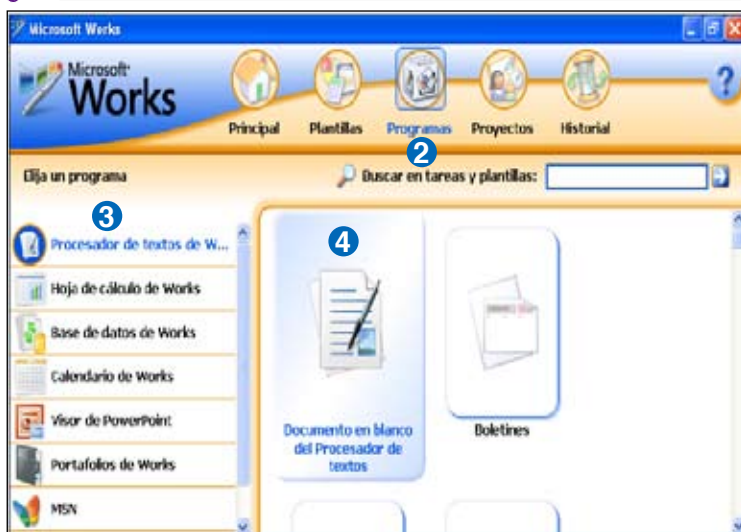 Microsoft Works
Microsoft®
Works
?
Principal
Plantillas
Programas
Proyectos
Historial
2
Elija un programa
Buscar en tareas y plantillas:
3
Procesador de textos de W...
Hoja de cálculo de Works
Base de datos de Works
Calendario de Works
Visor de PowerPoint
Portafolios de Works
MSN
4
Documento en blanco
del Procesador de
textos
Boletines